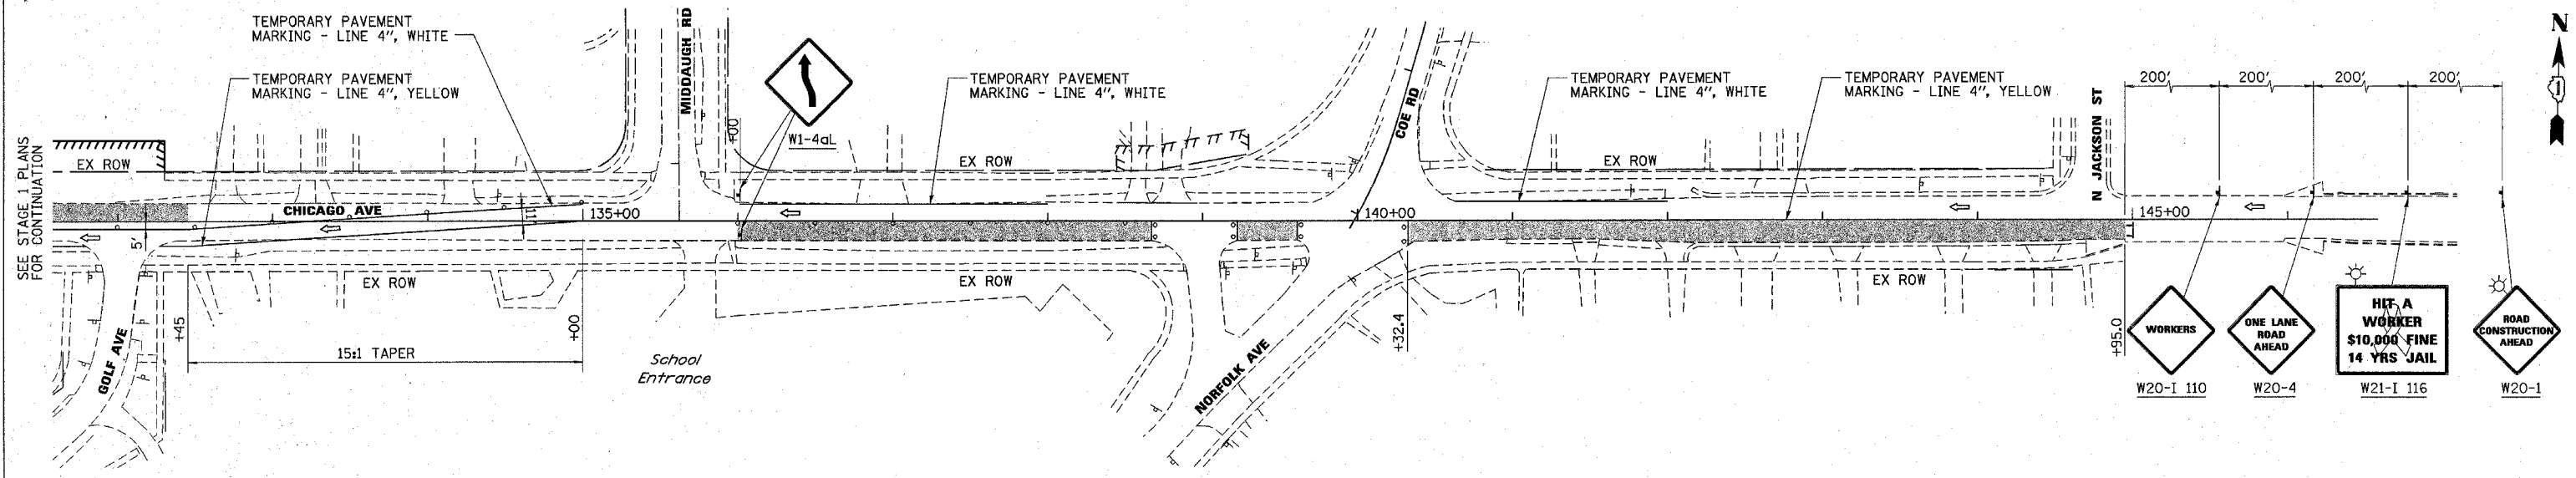 TEMPORARY PAVEMENT
MARKING - LINE 4", WHITE
TEMPORARY PAVEMENT
MARKING - LINE 4", YELLOW
MIDDAUGH RD
+00
W1-4aL
TEMPORARY PAVEMENT
MARKING - LINE 4", WHITE
COE RD
TEMPORARY PAVEMENT
MARKING - LINE 4", WHITE
TEMPORARY PAVEMENT
MARKING - LINE 4", YELLOW
N JACKSON ST
200'
200'
200'
200'
N
SEE STAGE 1 PLANS
FOR CONTINUATION
EX ROW
EX ROW
EX ROW
CHICAGO AVE
11'
135+00
140+00
145+00
5'
EX ROW
EX ROW
EX ROW
GOLF AVE
+45
15:1 TAPER
+00
School
Entrance
NORFOLK AVE
+32.4
+95.0
WORKERS
W20-I 110
ONE LANE
ROAD
AHEAD
W20-4
HIT A
WORKER
$10,000 FINE
14 YRS JAIL
W21-I 116
ROAD
CONSTRUCTION
AHEAD
W20-1